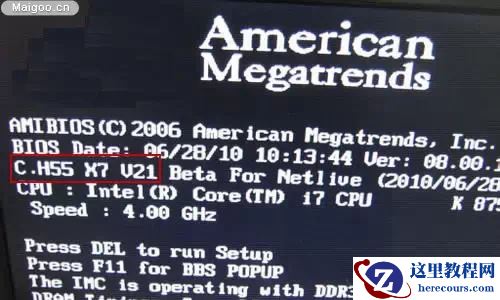 Maigoo.cn
American
Megatrends
AMIBIOS(C) 2006 American Megatrends, Inc.
BIOS Date: 06/28/10 10:13:44 Ver: 08.00.1
C.H55 X7 V21 Beta For Netlive (2010/06/28
CPU : Intel(R) Core(TM) i7 CPU K 875
Speed : 4.00 GHz
Press DEL to run Setup
Press F11 for BBS POPUP
The IMC is operating with DDR3
DRAM Timings:
这里教程网
herecours.com